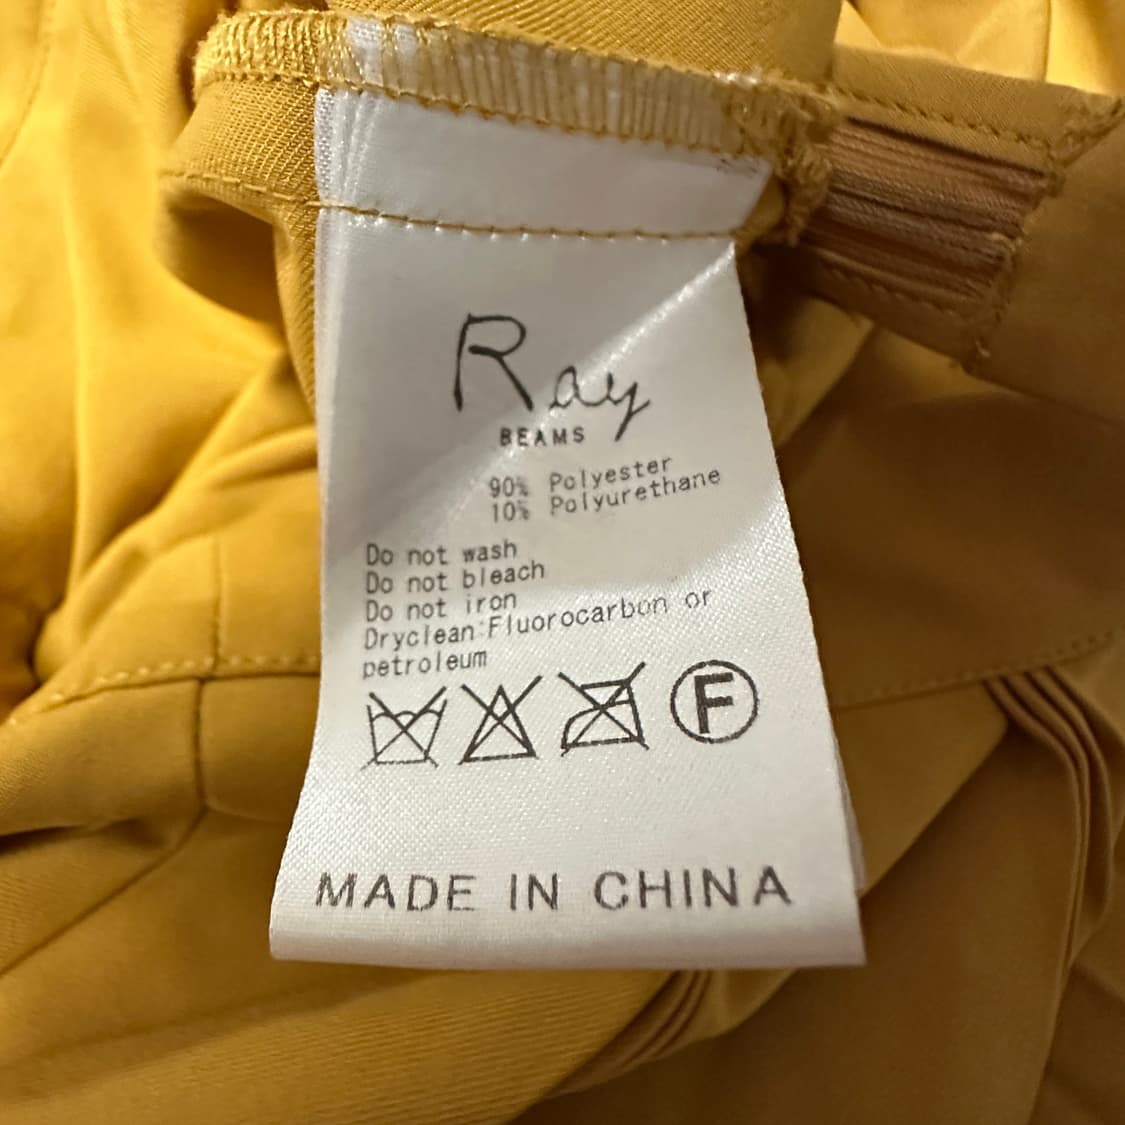 Ray
BEAMS
90% Polyester
10% Polyurethane
Do not wash
Do not bleach
Do not iron
Dryclean:Fluorocarbon or
petroleum
F
MADE IN CHINA